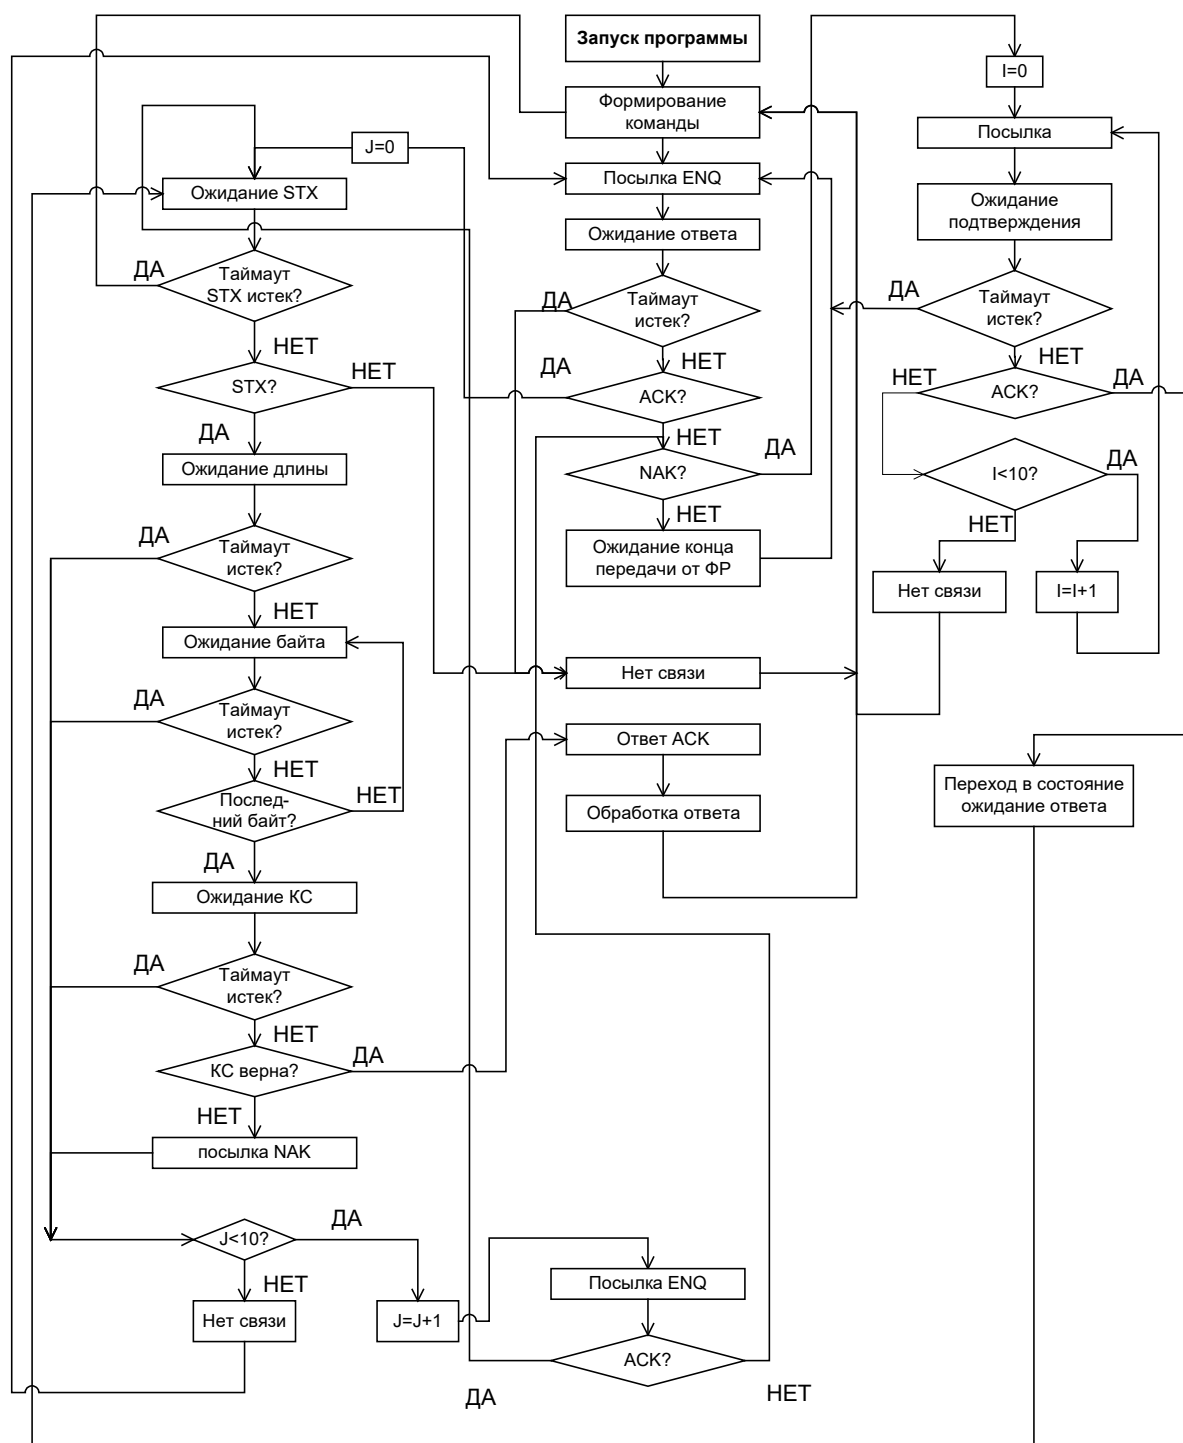 Запуск программы
I=0
Формирование
команды
Посылка
J=0
Посылка ENQ
Ожидание STX
Ожидание
подтверждения
Ожидание ответа
ДА
Таймаут
STX истек?
ДА
Таймаут
истек?
ДА
Таймаут
истек?
НЕТ
НЕТ
ДА
НЕТ
НЕТ
STX?
НЕТ
ACK?
ACK?
ДА
ДА
НЕТ
ДА
Ожидание длины
NAK?
I<10?
ДА
НЕТ
НЕТ
ДА
Таймаут
истек?
Ожидание конца
передачи от ФР
Нет связи
I=I+1
НЕТ
Ожидание байта
Нет связи
ДА
Таймаут
истек?
Ответ ACK
НЕТ
НЕТ
Послед-
ний байт?
Обработка ответа
Переход в состояние
ожидание ответа
ДА
Ожидание КС
ДА
Таймаут
истек?
НЕТ
КС верна?
ДА
НЕТ
посылка NAK
J<10?
ДА
НЕТ
Посылка ENQ
Нет связи
J=J+1
ACK?
ДА
НЕТ